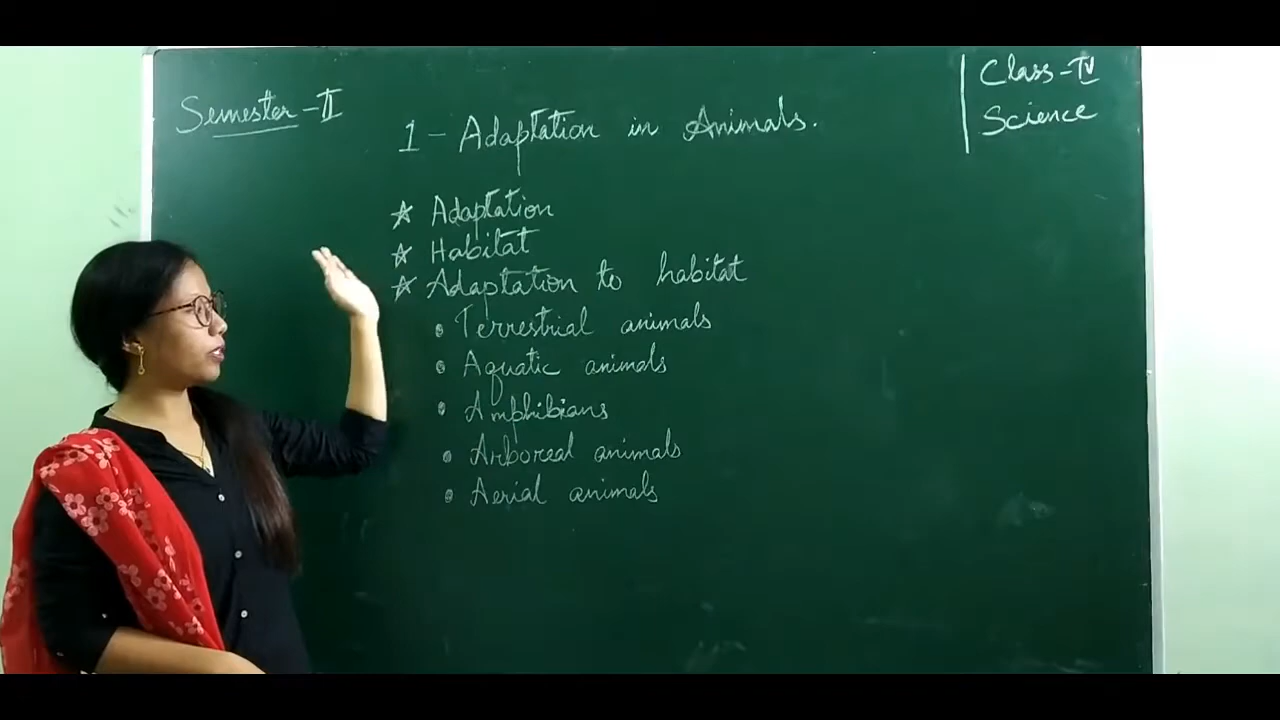 Semester-II
Class-IV
Science
1 - Adaptation in Animals.
☆ Adaptation
☆ Habitat
☆ Adaptation to habitat
• Terrestrial animals
• Aquatic animals
• Amphibians
• Arboreal animals
• Aerial animals